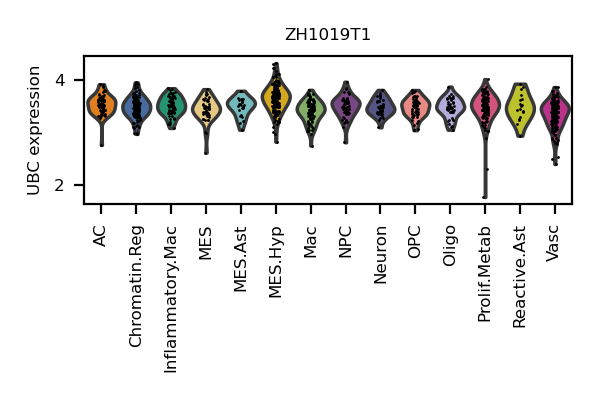 ZH1019T1
UBC expression
4
2
AC
Chromatin.Reg
Inflammatory.Mac
MES
MES.Ast
MES.Hyp
Mac
NPC
Neuron
OPC
Oligo
Prolif.Metab
Reactive.Ast
Vasc